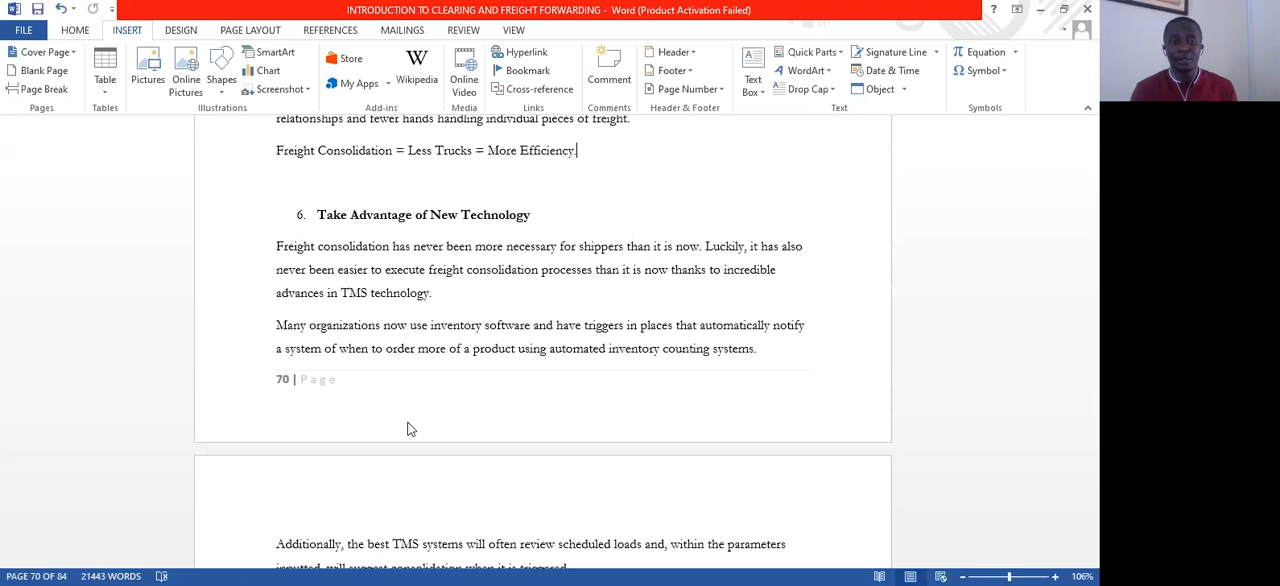 INTRODUCTION TO CLEARING AND FREIGHT FORWARDING - Word (Product Activation Failed)
FILE HOME INSERT DESIGN PAGE LAYOUT REFERENCES MAILINGS REVIEW VIEW
Cover Page
Blank Page
Page Break
Pages
Table
Tables
Pictures
Online Pictures
Shapes
SmartArt
Chart
Screenshot
Illustrations
Store
My Apps
Wikipedia
Add-ins
Online Video
Media
Hyperlink
Bookmark
Cross-reference
Links
Comment
Comments
Header
Footer
Page Number
Header & Footer
Text Box
Quick Parts
WordArt
Drop Cap
Signature Line
Date & Time
Object
Text
Equation
Symbol
Symbols
relationships and fewer hands handling individual pieces of freight.
Freight Consolidation = Less Trucks = More Efficiency.
6. Take Advantage of New Technology
Freight consolidation has never been more necessary for shippers than it is now. Luckily, it has also
never been easier to execute freight consolidation processes than it is now thanks to incredible
advances in TMS technology.
Many organizations now use inventory software and have triggers in places that automatically notify
a system of when to order more of a product using automated inventory counting systems.
70 | Page
Additionally, the best TMS systems will often review scheduled loads and, within the parameters
inputted, will suggest consolidation when it is triggered.
PAGE 70 OF 84 21443 WORDS 106%